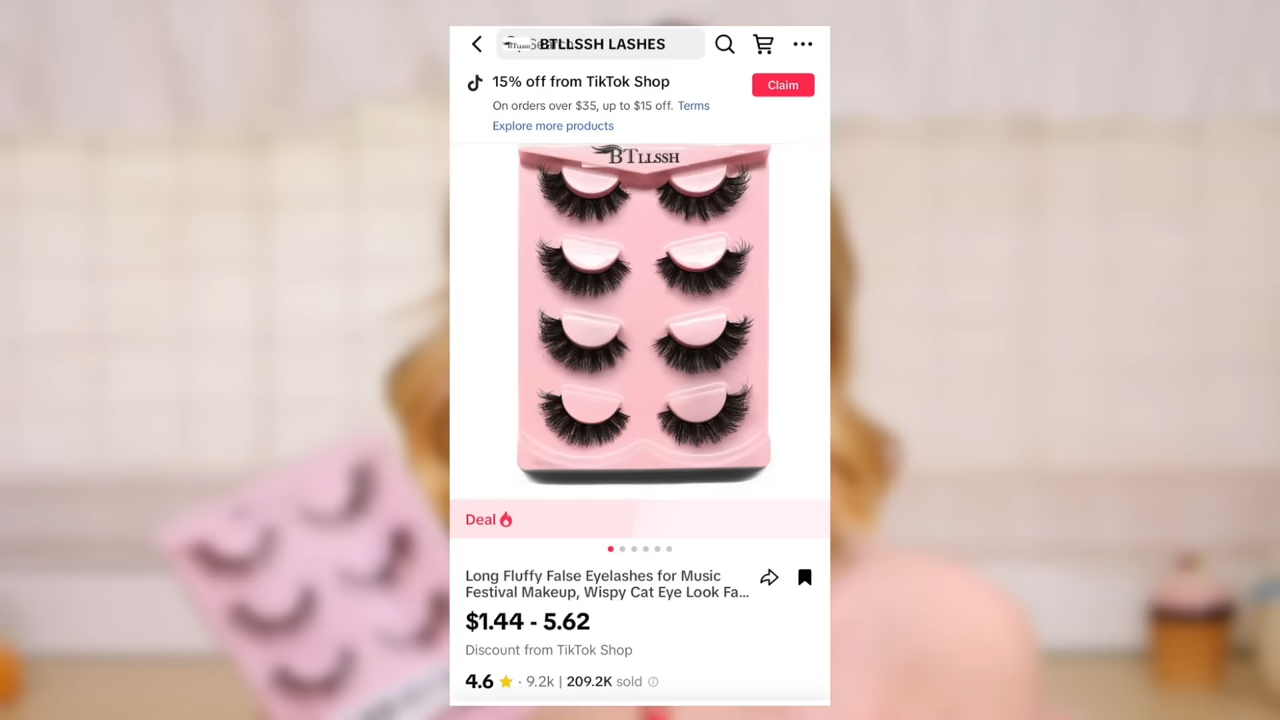 BTLLSSH LASHES
15% off from TikTok Shop
Claim
On orders over $35, up to $15 off. Terms
Explore more products
BTLLSSH
Deal
Long Fluffy False Eyelashes for Music
Festival Makeup, Wispy Cat Eye Look Fa...
$1.44 - 5.62
Discount from TikTok Shop
4.6 · 9.2k | 209.2K sold